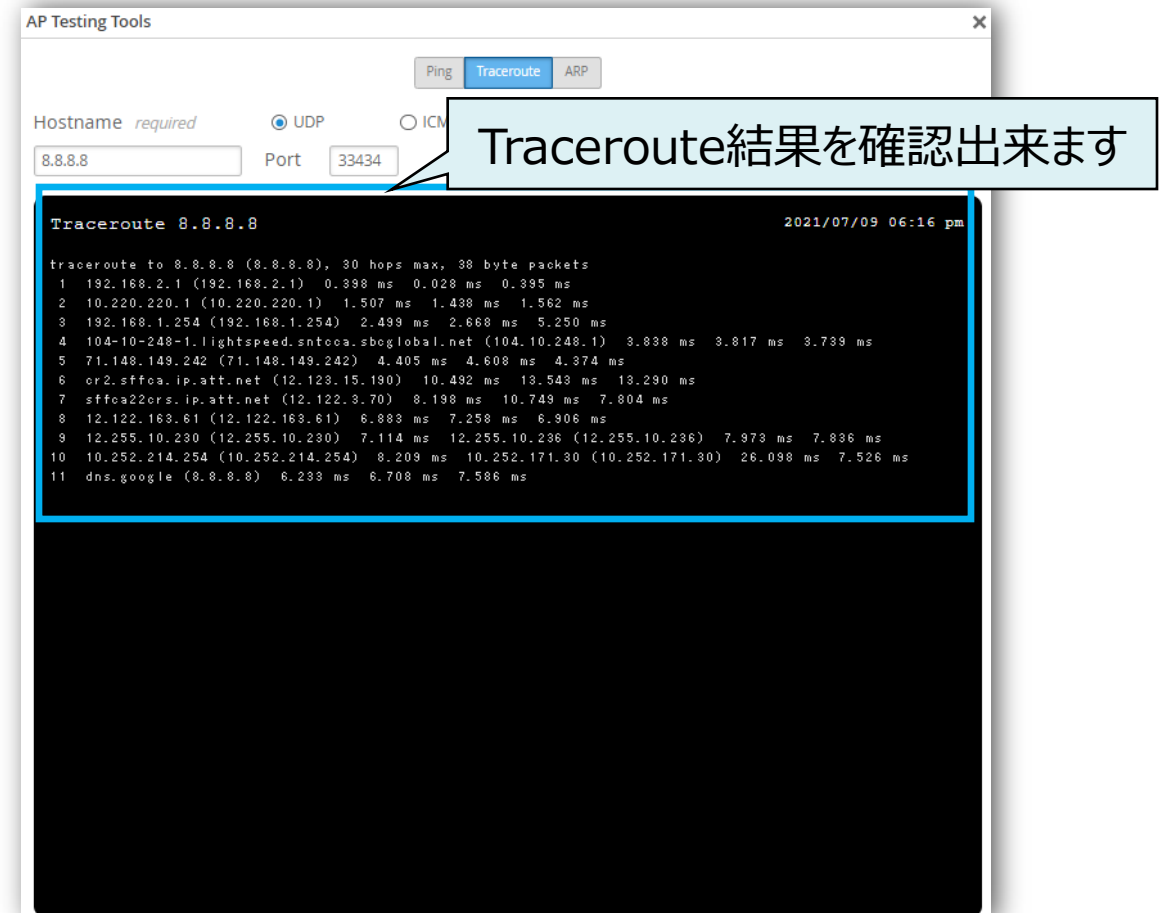 AP Testing Tools
Ping Traceroute ARP
Hostname required UDP
8.8.8.8 Port 33434
Traceroute結果を確認出来ます
Traceroute 8.8.8.8 2021/07/09 06:16 pm
traceroute to 8.8.8.8 (8.8.8.8), 30 hops max, 38 byte packets
1 192.168.2.1 (192.168.2.1) 0.398 ms 0.028 ms 0.395 ms
2 10.220.220.1 (10.220.220.1) 1.507 ms 1.438 ms 1.562 ms
3 192.168.1.254 (192.168.1.254) 2.499 ms 2.668 ms 5.250 ms
4 104-10-248-1.lightspeed.sntcca.sbcglobal.net (104.10.248.1) 3.838 ms 3.817 ms 3.739 ms
5 71.148.149.242 (71.148.149.242) 4.405 ms 4.608 ms 4.374 ms
6 cr2.sffca.ip.att.net (12.123.15.190) 10.492 ms 13.543 ms 13.290 ms
7 sffca22crs.ip.att.net (12.122.3.70) 8.198 ms 10.749 ms 7.804 ms
8 12.122.163.61 (12.122.163.61) 6.883 ms 7.258 ms 6.906 ms
9 12.255.10.230 (12.255.10.230) 7.114 ms 12.255.10.236 (12.255.10.236) 7.973 ms 7.836 ms
10 10.252.214.254 (10.252.214.254) 8.209 ms 10.252.171.30 (10.252.171.30) 26.098 ms 7.526 ms
11 dns.google (8.8.8.8) 6.233 ms 6.708 ms 7.586 ms